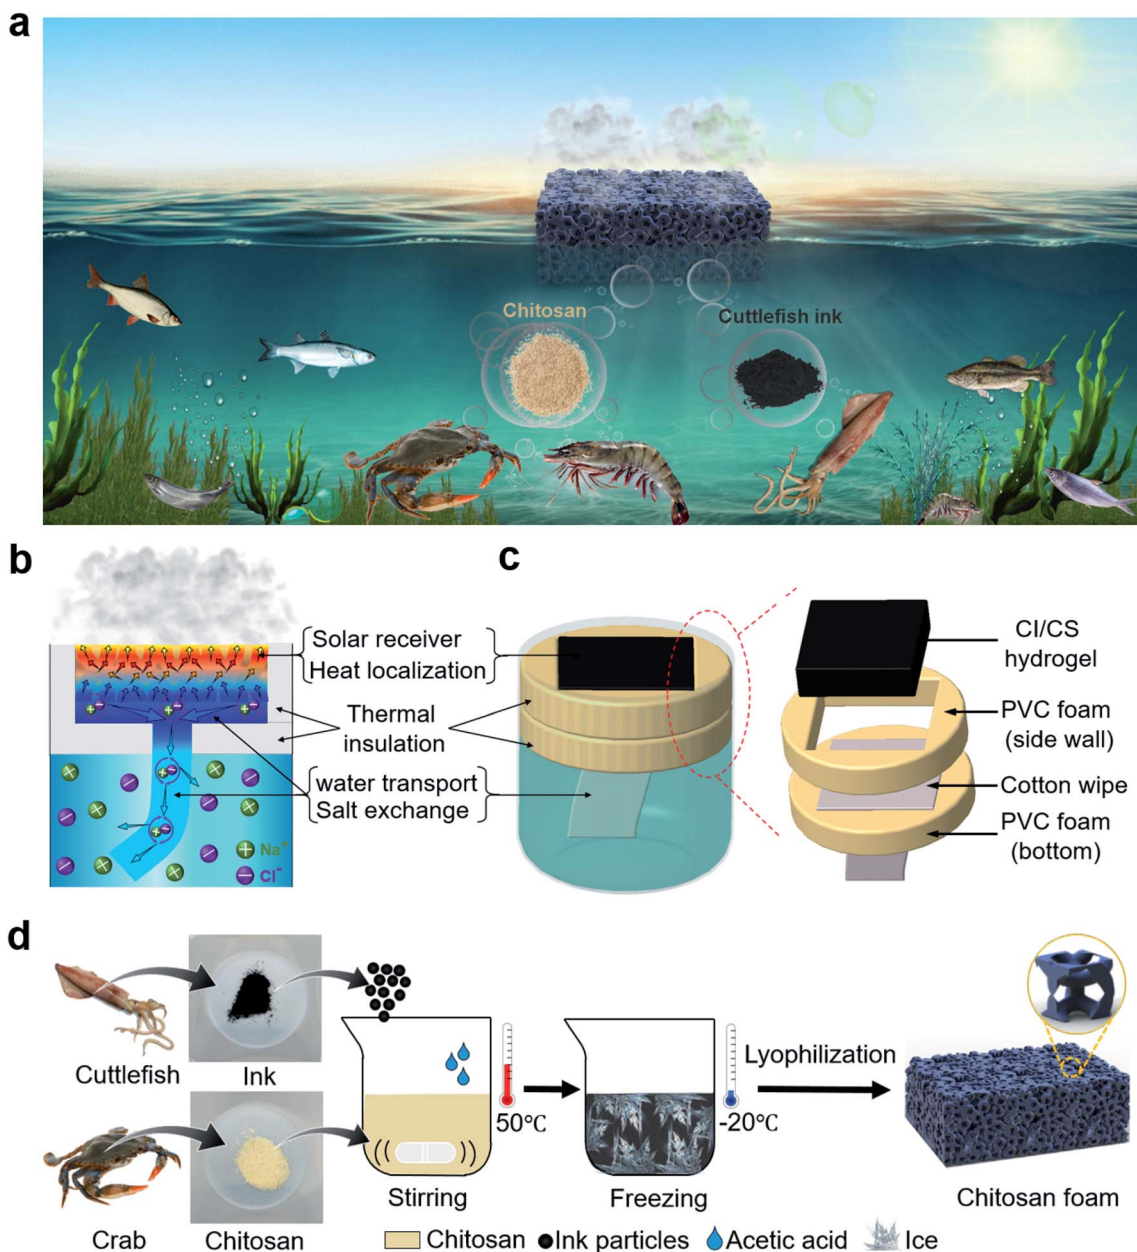 a
Chitosan
Cuttlefish ink
b
Solar receiver
Heat localization
Thermal
insulation
water transport
Salt exchange
Na⁺
Cl⁻
c
CI/CS
hydrogel
PVC foam
(side wall)
Cotton wipe
PVC foam
(bottom)
d
Cuttlefish
Ink
Crab
Chitosan
50℃
Stirring
-20℃
Freezing
Lyophilization
Chitosan foam
Chitosan
Ink particles
Acetic acid
Ice